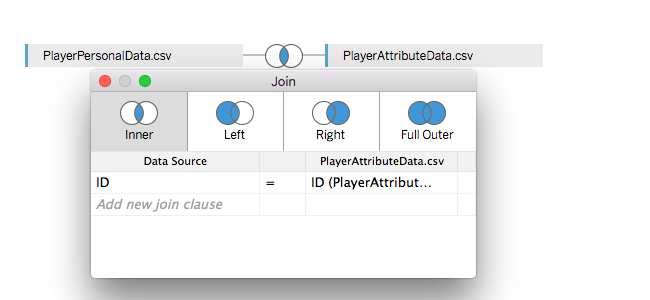 PlayerPersonalData.csv PlayerAttributeData.csv
Join
Inner Left Right Full Outer
Data Source PlayerAttributeData.csv
ID = ID (PlayerAttribut...
Add new join clause